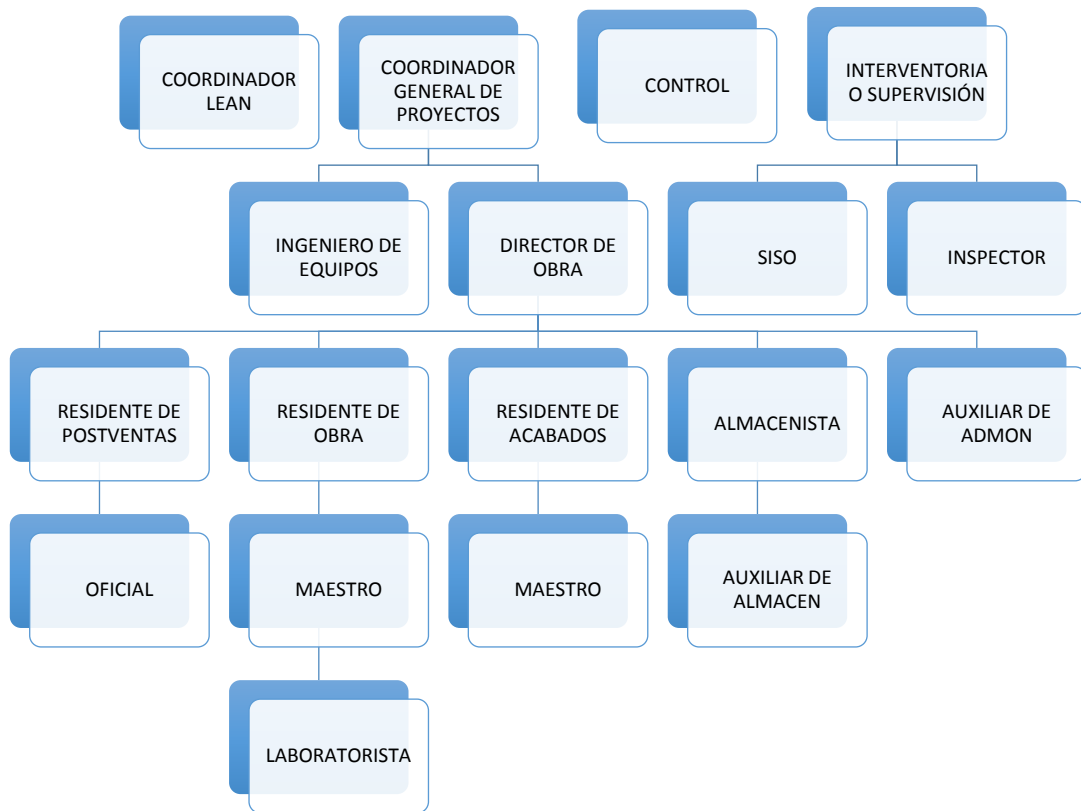 COORDINADOR
LEAN
COORDINADOR
GENERAL DE
PROYECTOS
CONTROL
INTERVENTORIA
O SUPERVISIÓN
INGENIERO DE
EQUIPOS
DIRECTOR DE
OBRA
SISO
INSPECTOR
RESIDENTE DE
POSTVENTAS
RESIDENTE DE
OBRA
RESIDENTE DE
ACABADOS
ALMACENISTA
AUXILIAR DE
ADMON
OFICIAL
MAESTRO
MAESTRO
AUXILIAR DE
ALMACEN
LABORATORISTA